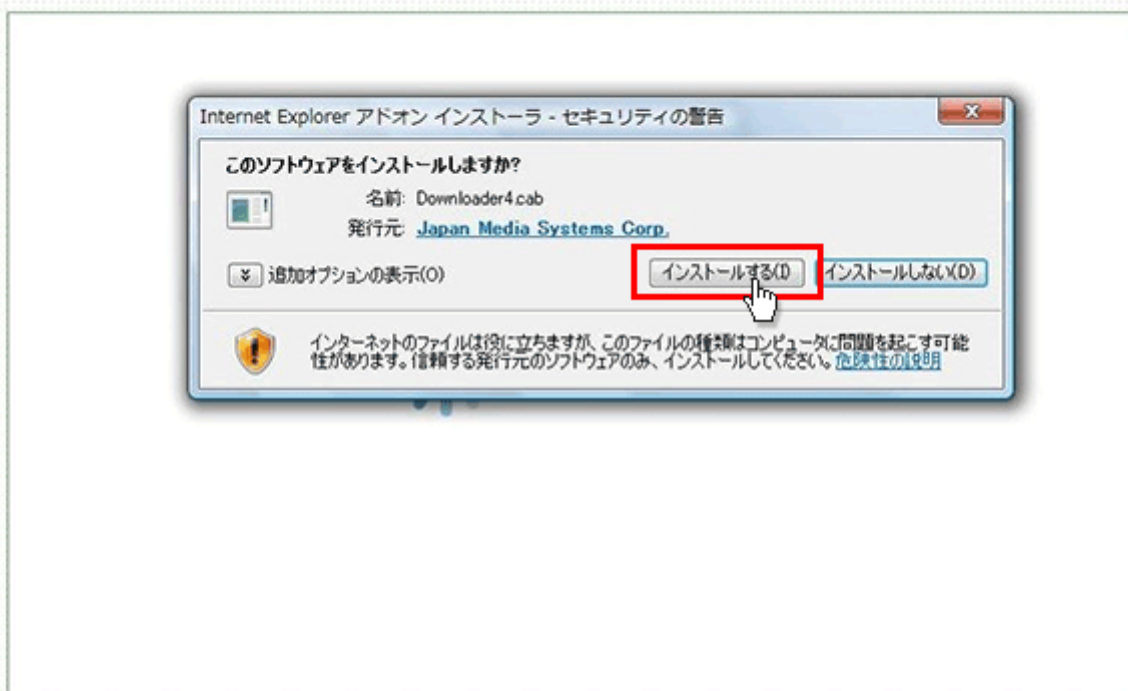 Internet Explorer アドオン インストーラ - セキュリティの警告
このソフトウェアをインストールしますか?
名前: Downloader4.cab
発行元: Japan Media Systems Corp.
追加オプションの表示(O)
インストールする(I)
インストールしない(D)
インターネットのファイルは役に立ちますが、このファイルの種類はコンピュータに問題を起こす可能
性があります。信頼する発行元のソフトウェアのみ、インストールしてください。危険性の説明